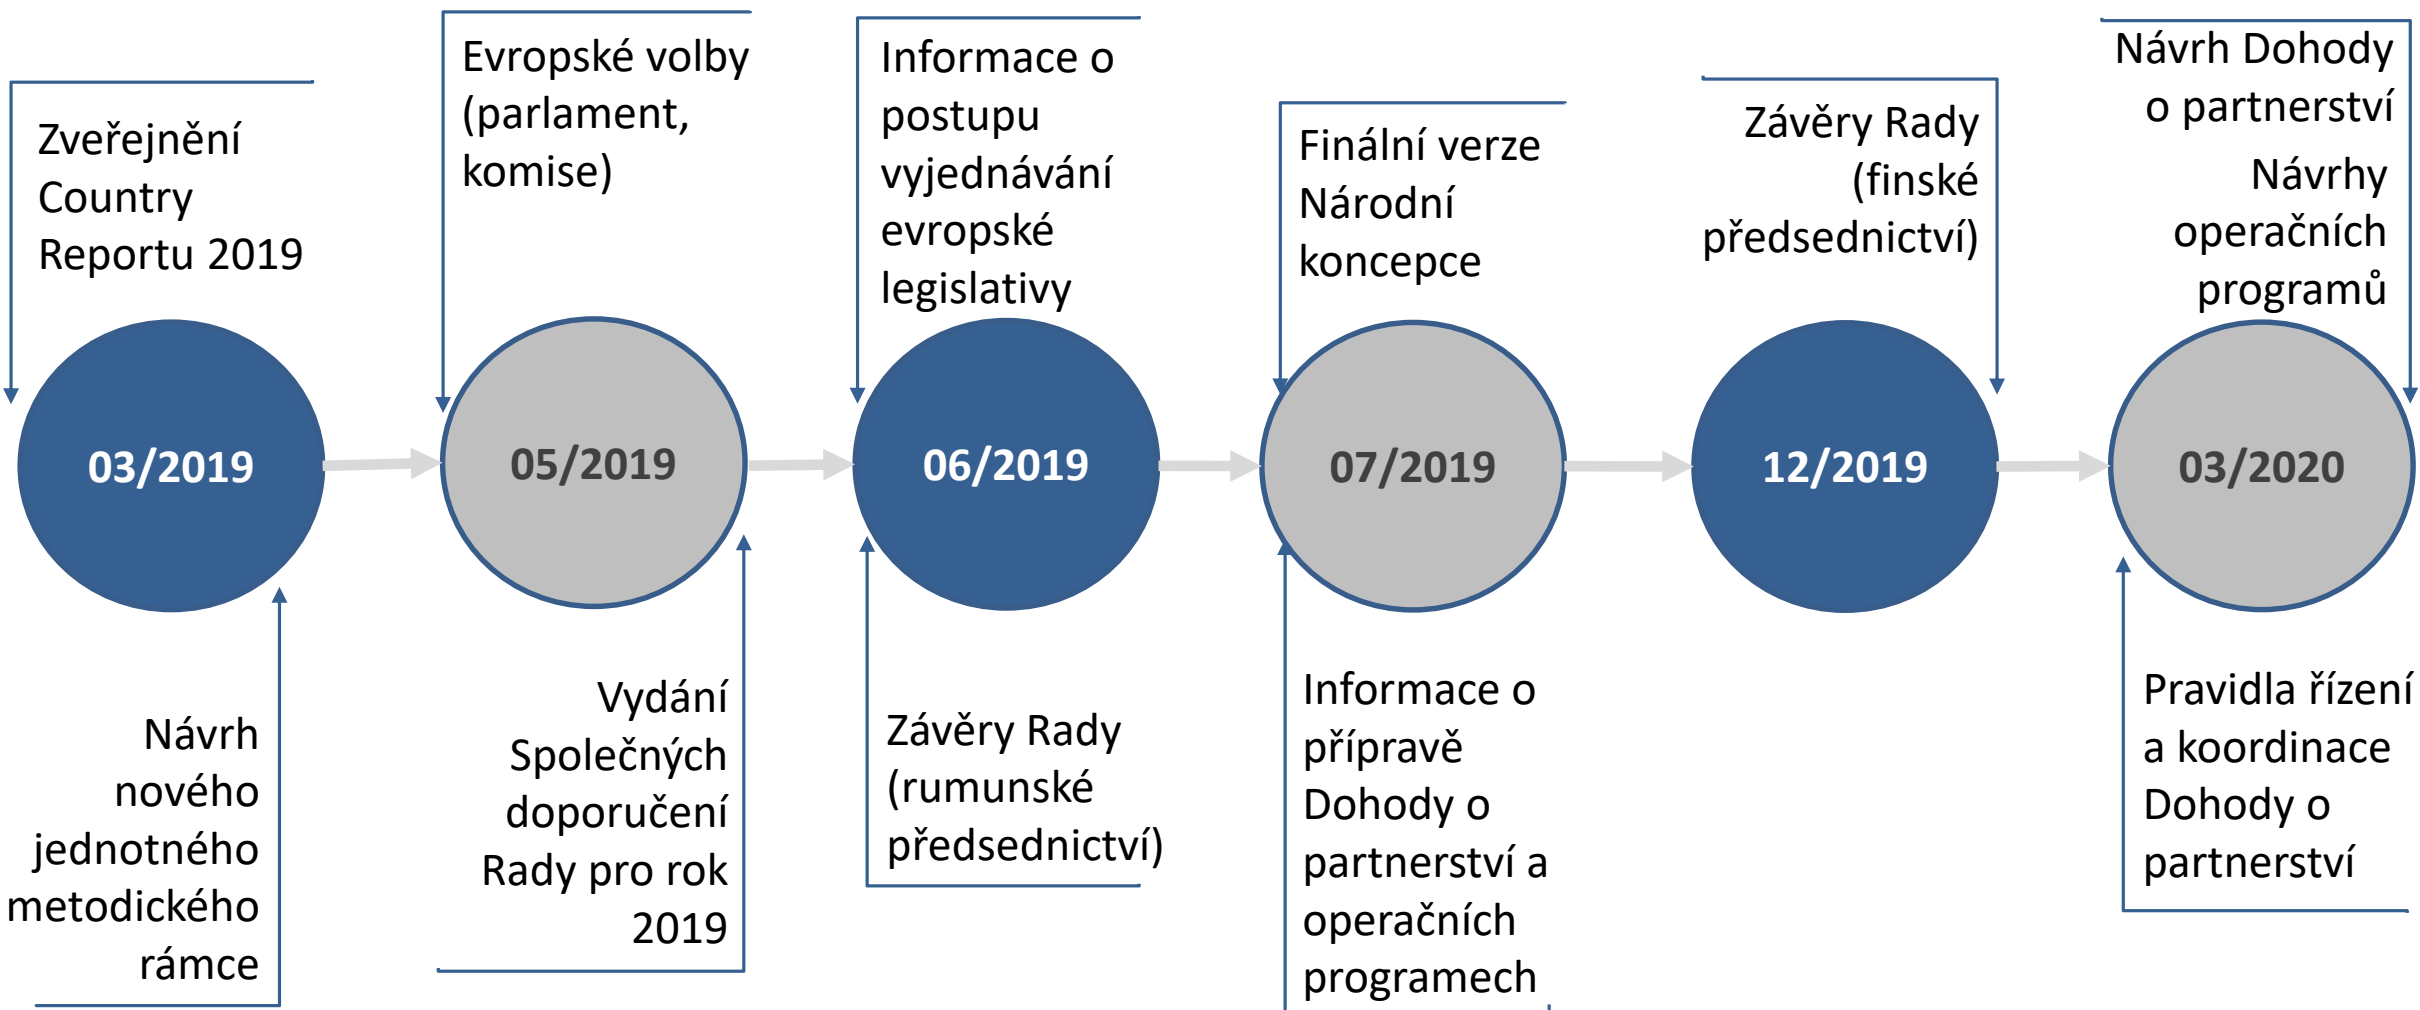 Zveřejnění
Country
Reportu 2019
Evropské volby
(parlament,
komise)
Informace o
postupu
vyjednávání
evropské
legislativy
Finální verze
Národní
koncepce
Závěry Rady
(finské
předsednictví)
Návrh Dohody
o partnerství
Návrhy
operačních
programů
03/2019
05/2019
06/2019
07/2019
12/2019
03/2020
Návrh
nového
jednotného
metodického
rámce
Vydání
Společných
doporučení
Rady pro rok
2019
Závěry Rady
(rumunské
předsednictví)
Informace o
přípravě
Dohody o
partnerství a
operačních
programech
Pravidla řízení
a koordinace
Dohody o
partnerství